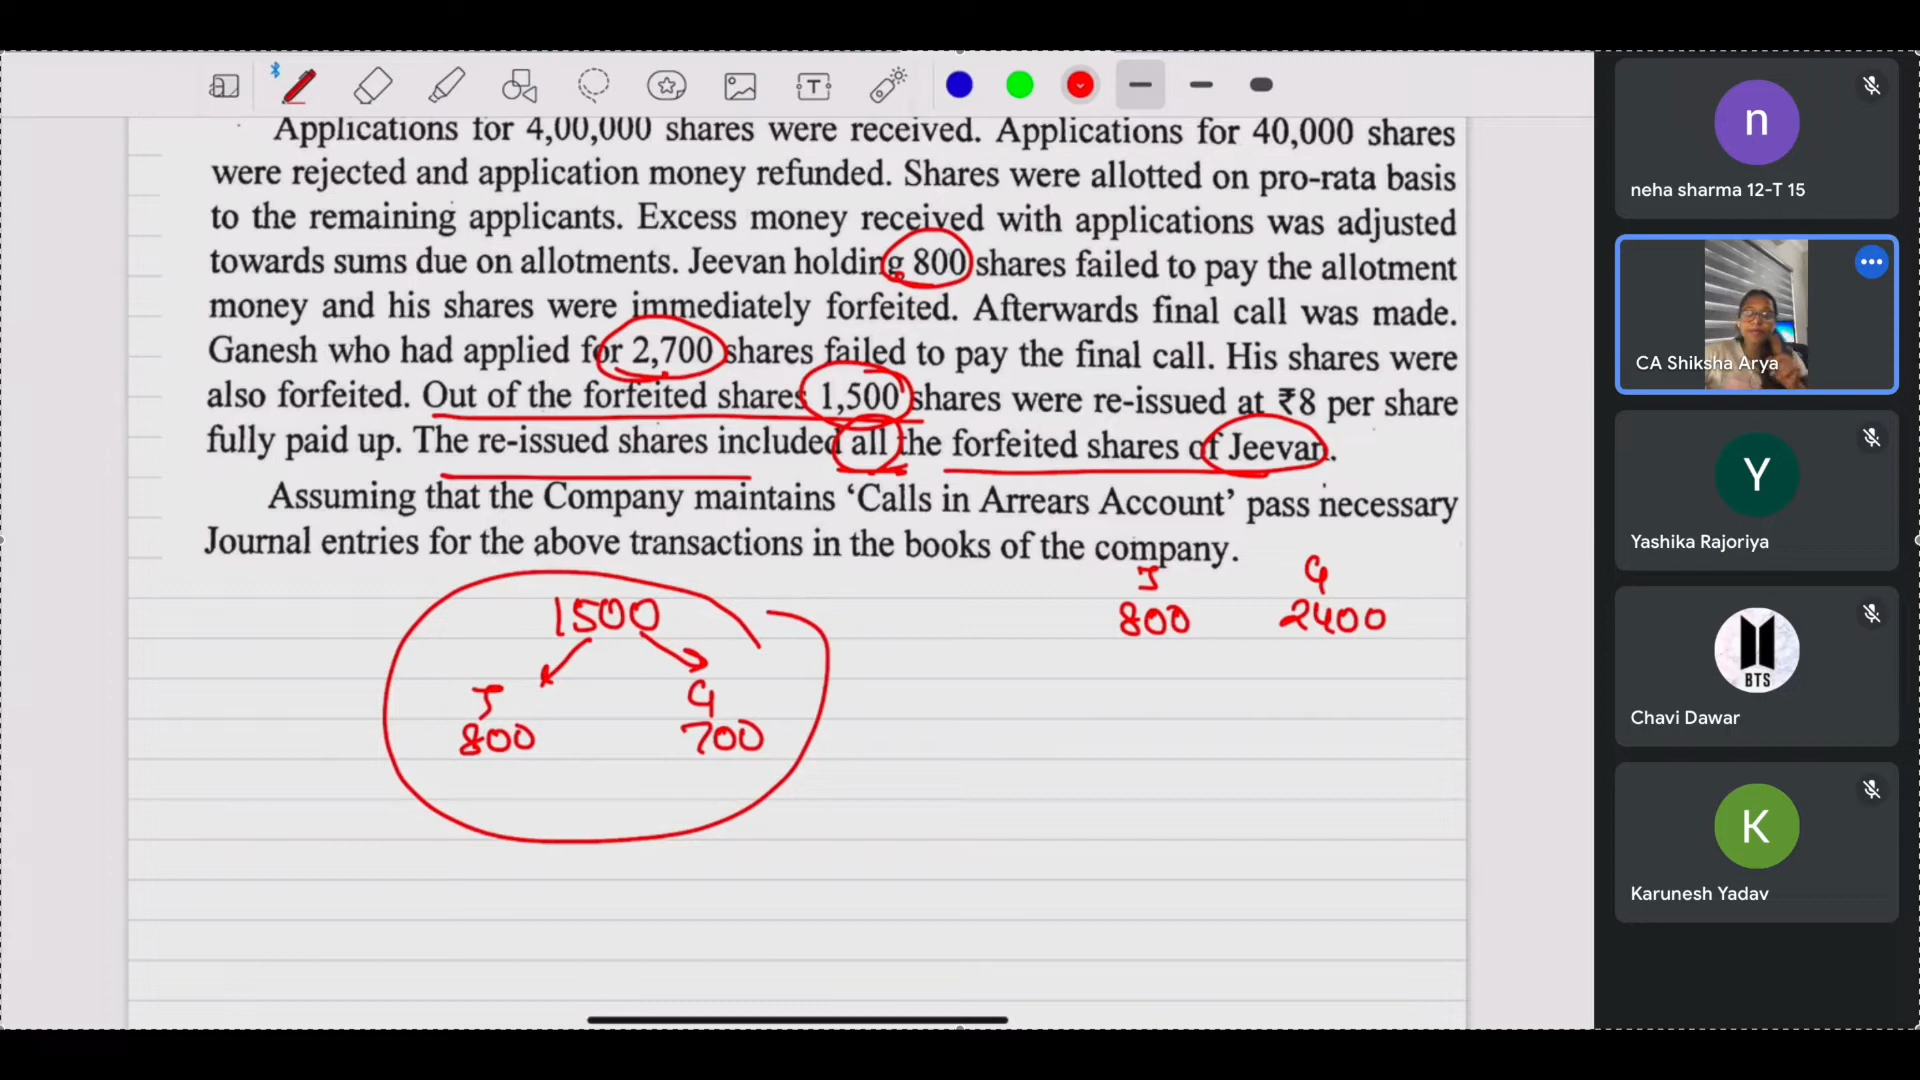 Applications for 4,00,000 shares were received. Applications for 40,000 shares
were rejected and application money refunded. Shares were allotted on pro-rata basis
to the remaining applicants. Excess money received with applications was adjusted
towards sums due on allotments. Jeevan holding 800 shares failed to pay the allotment
money and his shares were immediately forfeited. Afterwards final call was made.
Ganesh who had applied for 2,700 shares failed to pay the final call. His shares were
also forfeited. Out of the forfeited shares 1,500 shares were re-issued at ₹8 per share
fully paid up. The re-issued shares included all the forfeited shares of Jeevan.
Assuming that the Company maintains ‘Calls in Arrears Account’ pass necessary
Journal entries for the above transactions in the books of the company.
J G
800 2400
1500
J G
800 700
n
neha sharma 12-T 15
CA Shiksha Arya
Y
Yashika Rajoriya
BTS
Chavi Dawar
K
Karunesh Yadav